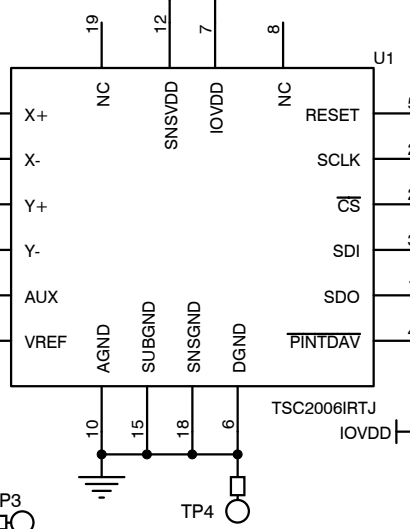 19
12
7
8
U1
NC
SNSVDD
IOVDD
NC
X+
RESET
X-
SCLK
Y+
CS
Y-
SDI
AUX
SDO
VREF
PINTDAV
AGND
SUBGND
SNSGND
DGND
10
15
18
6
TSC2006IRTJ
IOVDD
TP4